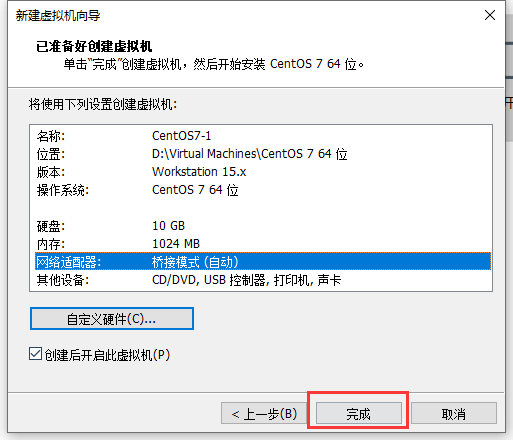 新建虚拟机向导
已准备好创建虚拟机
单击“完成”创建虚拟机，然后开始安装 CentOS 7 64 位。
将使用下列设置创建虚拟机:
名称: CentOS7-1
位置: D:\Virtual Machines\CentOS 7 64 位
版本: Workstation 15.x
操作系统: CentOS 7 64 位
硬盘: 10 GB
内存: 1024 MB
网络适配器: 桥接模式 (自动)
其他设备: CD/DVD, USB 控制器, 打印机, 声卡
自定义硬件(C)...
创建后开启此虚拟机(P)
< 上一步(B) 完成 取消